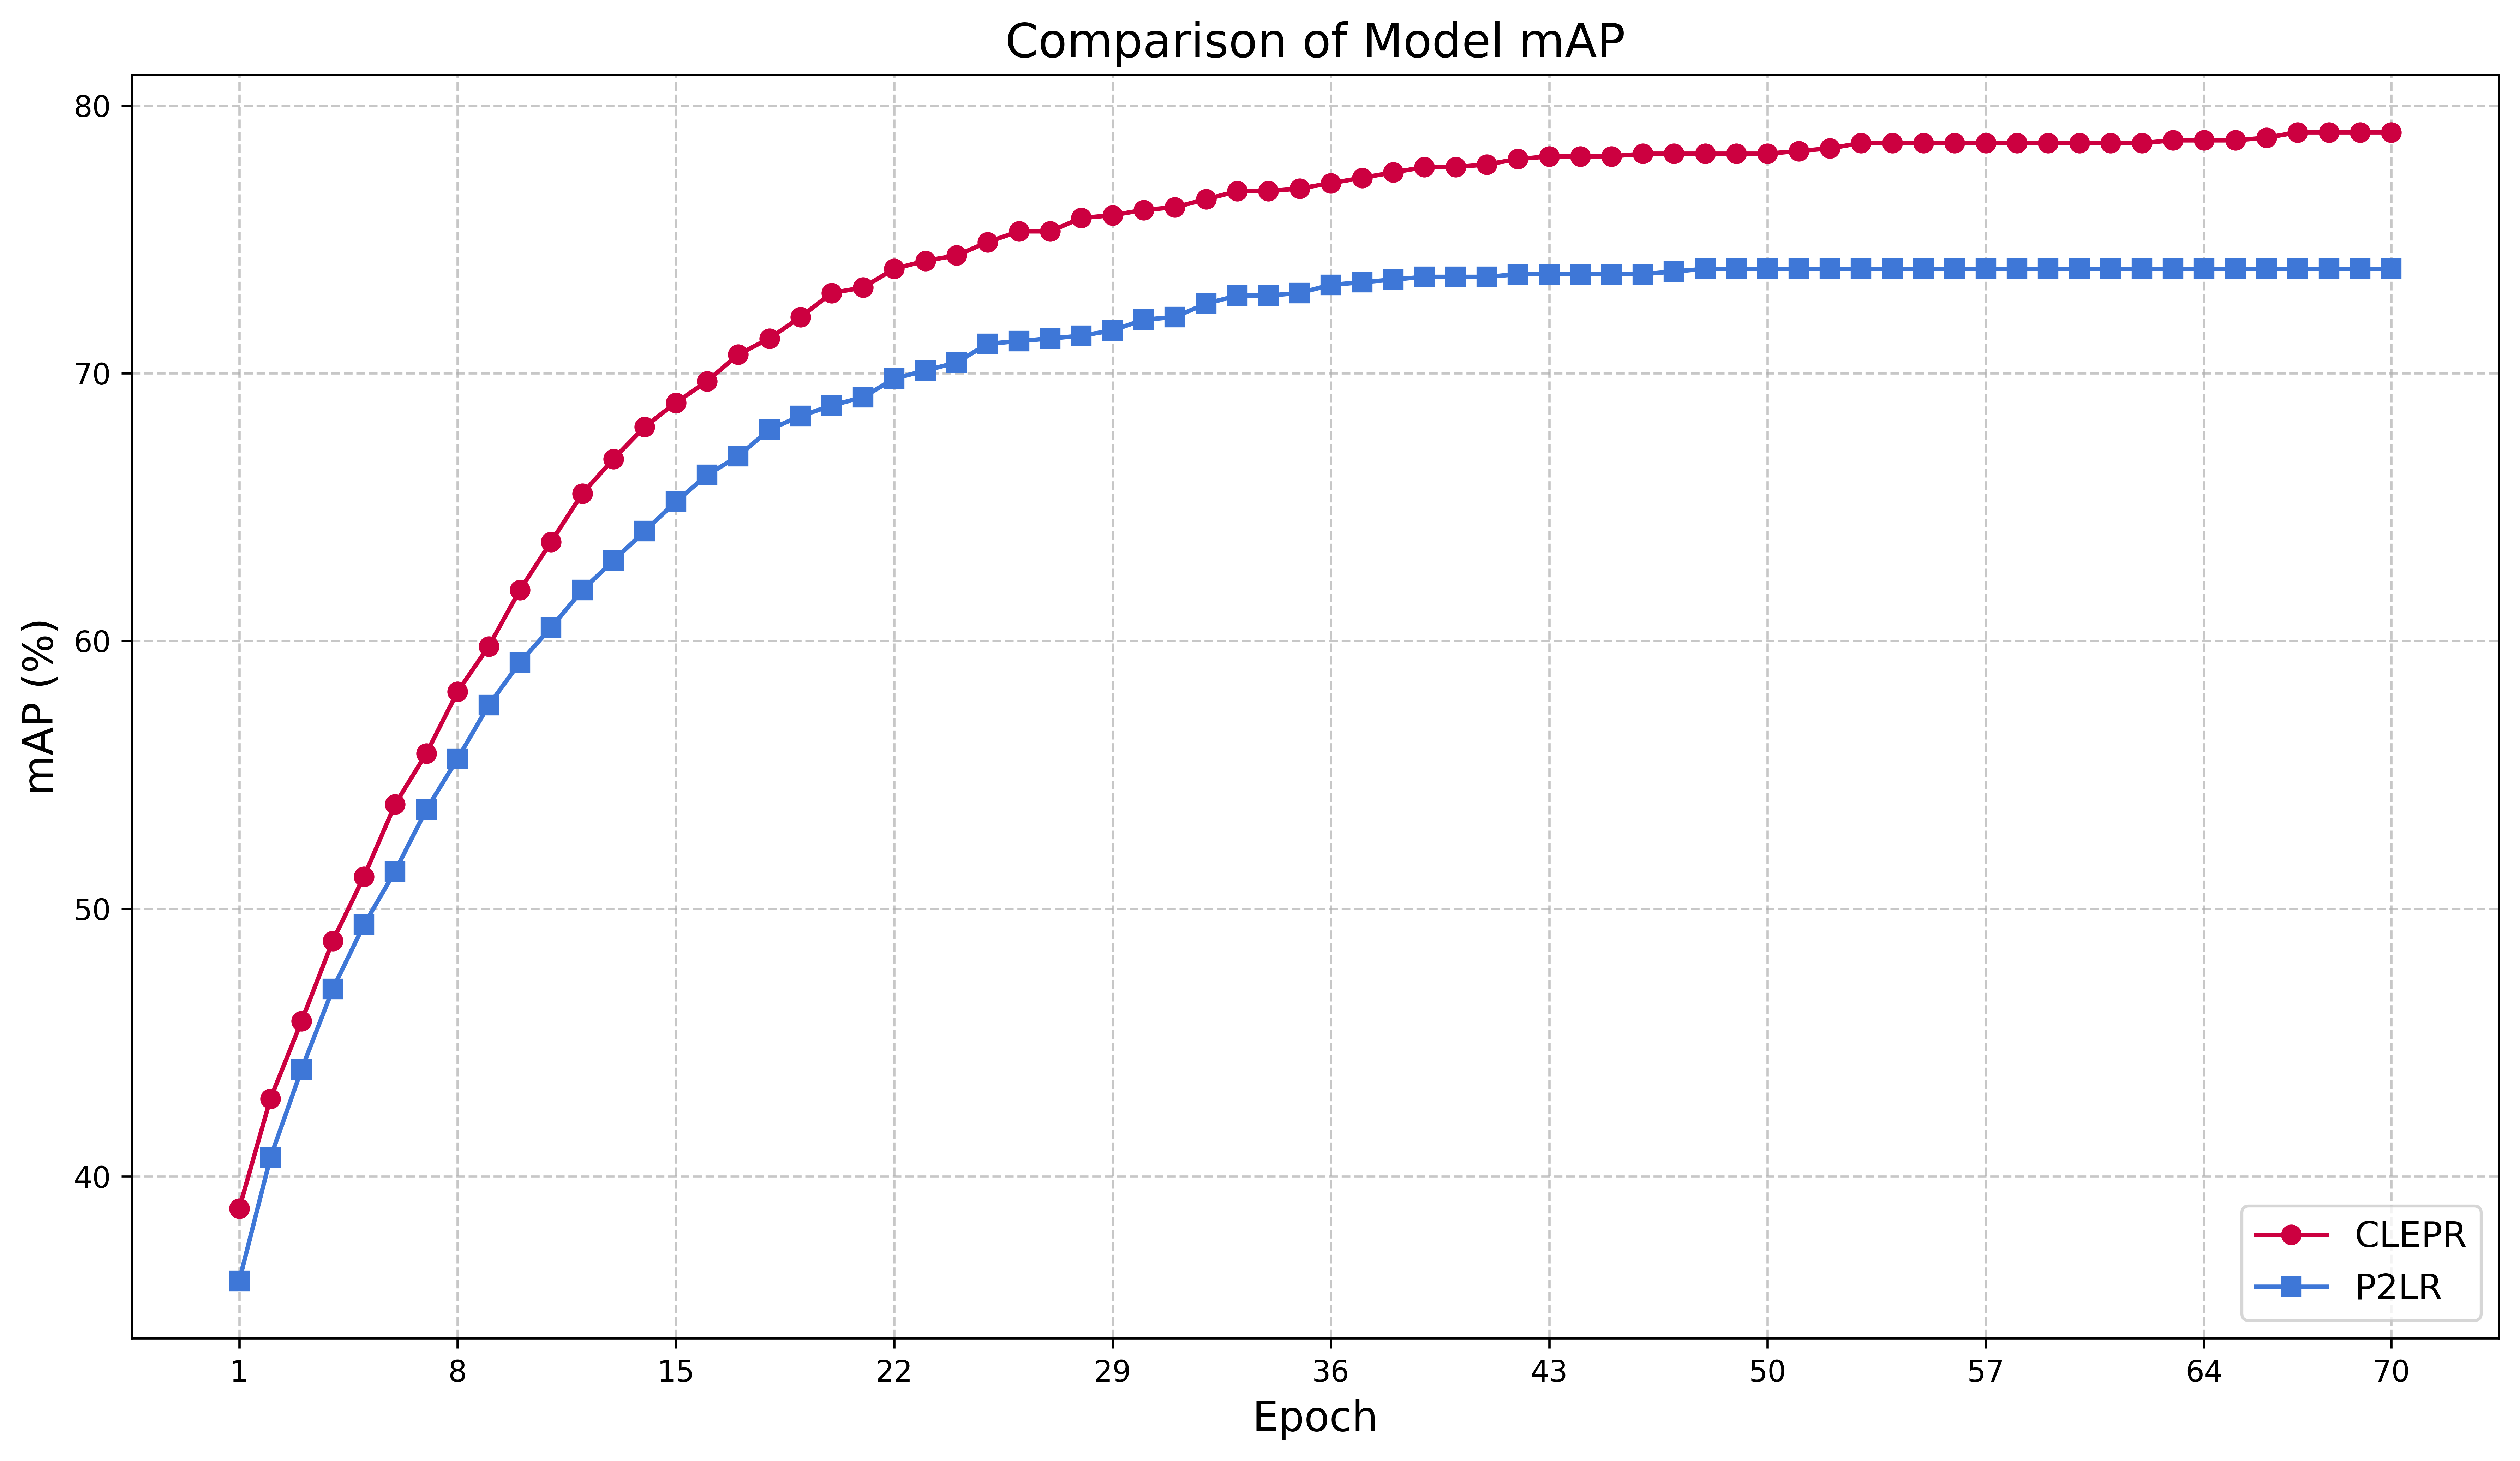 Comparison of Model mAP
mAP (%)
80
70
60
50
40
1 8 15 22 29 36 43 50 57 64 70
Epoch
CLEPR
P2LR